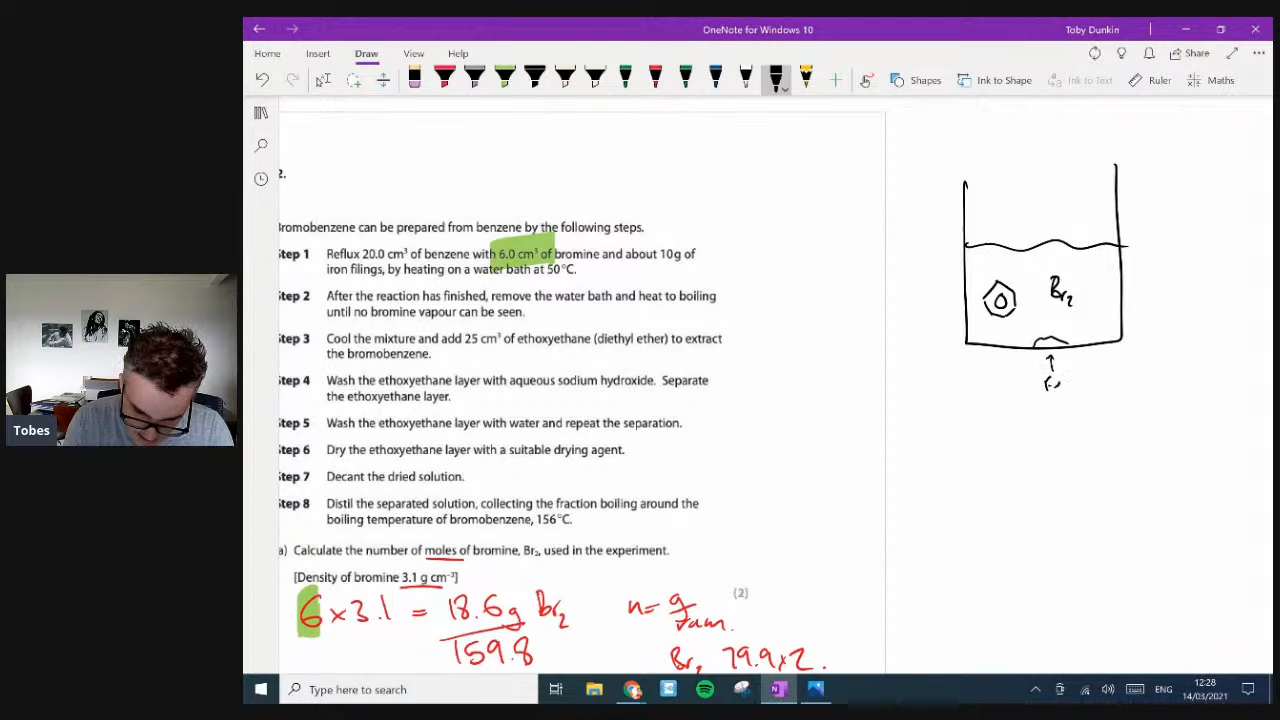 OneNote for Windows 10
Toby Dunkin
Home Insert Draw View Help
Share
Shapes Ink to Shape Ink to Text Ruler Maths
2.
Bromobenzene can be prepared from benzene by the following steps.
Step 1 Reflux 20.0 cm³ of benzene with 6.0 cm³ of bromine and about 10g of
iron filings, by heating on a water bath at 50°C.
Step 2 After the reaction has finished, remove the water bath and heat to boiling
until no bromine vapour can be seen.
Step 3 Cool the mixture and add 25 cm³ of ethoxyethane (diethyl ether) to extract
the bromobenzene.
Step 4 Wash the ethoxyethane layer with aqueous sodium hydroxide. Separate
the ethoxyethane layer.
Step 5 Wash the ethoxyethane layer with water and repeat the separation.
Step 6 Dry the ethoxyethane layer with a suitable drying agent.
Step 7 Decant the dried solution.
Step 8 Distil the separated solution, collecting the fraction boiling around the
boiling temperature of bromobenzene, 156°C.
a) Calculate the number of moles of bromine, Br₂, used in the experiment.
[Density of bromine 3.1 g cm⁻³]
(2)
6 × 3.1 = 18.6g Br₂
159.8
n = g
Br₂ 79.9×2.
Br₂
Tobes
Type here to search
ENG
12:28
14/03/2021